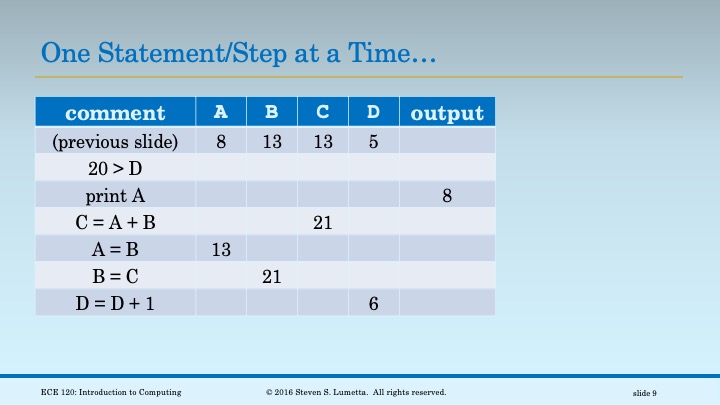 One Statement/Step at a Time…
comment A B C D output
(previous slide) 8 13 13 5
20 > D
print A 8
C = A + B 21
A = B 13
B = C 21
D = D + 1 6
ECE 120: Introduction to Computing © 2016 Steven S. Lumetta. All rights reserved. slide 9